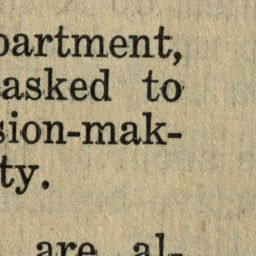 partment,
asked to
sion-mak-
ty.
are al-